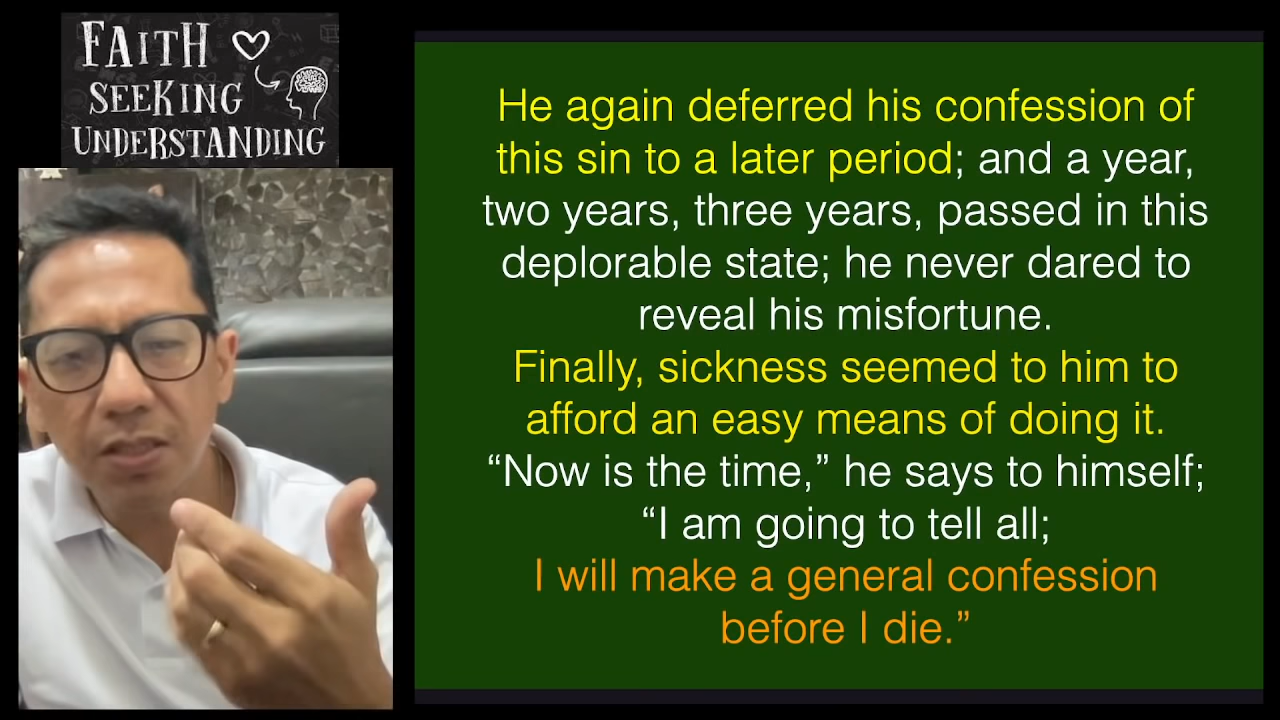 FAITH
SEEKING
UNDERSTANDING
He again deferred his confession of
this sin to a later period; and a year,
two years, three years, passed in this
deplorable state; he never dared to
reveal his misfortune.
Finally, sickness seemed to him to
afford an easy means of doing it.
“Now is the time,” he says to himself;
“I am going to tell all;
I will make a general confession
before I die.”